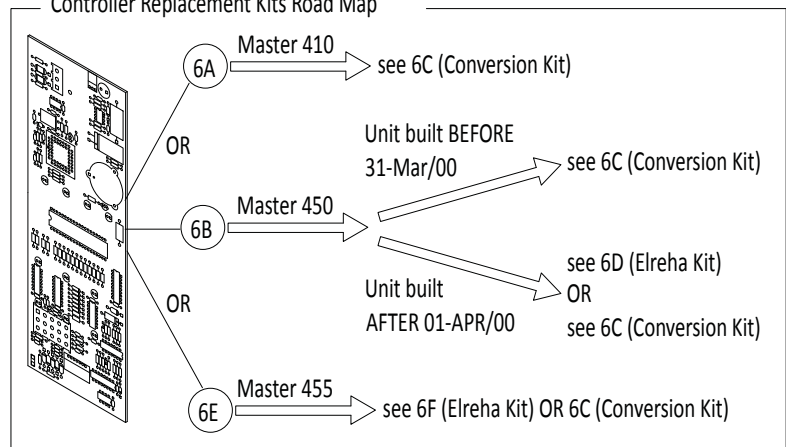 Controller Replacement Kits Road Map
6A
Master 410
see 6C (Conversion Kit)
OR
Unit built BEFORE
31-Mar/00
see 6C (Conversion Kit)
6B
Master 450
see 6D (Elreha Kit)
OR
see 6C (Conversion Kit)
Unit built
AFTER 01-APR/00
OR
6E
Master 455
see 6F (Elreha Kit) OR 6C (Conversion Kit)